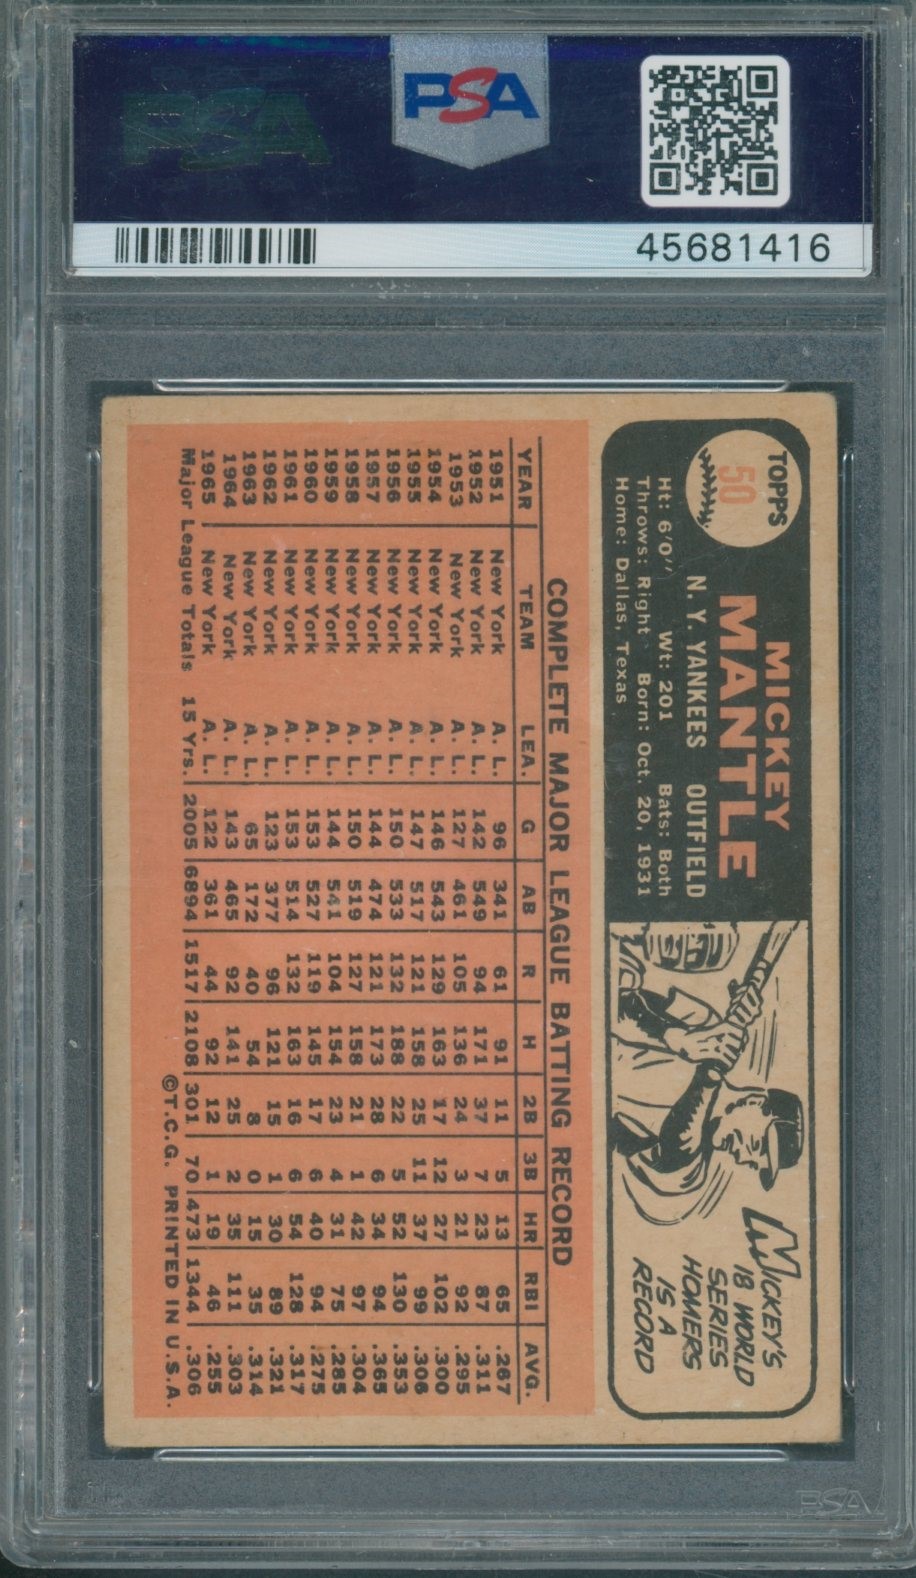 PSA
PSA
45681416
TOPPS
50
MICKEY
MANTLE
N. Y. YANKEES OUTFIELD
Ht: 6'0" Wt: 201 Bats: Both
Throws: Right Born: Oct. 20, 1931
Home: Dallas, Texas
MICKEY'S
18 WORLD
SERIES
HOMERS
IS A
RECORD
COMPLETE MAJOR LEAGUE BATTING RECORD
YEAR TEAM LEA. G AB R H 2B 3B HR RBI AVG.
1951 New York A. L. 96 341 61 91 11 5 13 65 .267
1952 New York A. L. 142 549 94 171 37 7 23 87 .311
1953 New York A. L. 127 461 105 136 24 3 21 92 .295
1954 New York A. L. 146 543 129 163 17 12 27 102 .300
1955 New York A. L. 147 517 121 158 25 11 37 99 .306
1956 New York A. L. 150 533 132 188 22 5 52 130 .353
1957 New York A. L. 144 474 121 173 28 6 34 94 .365
1958 New York A. L. 150 519 127 158 21 1 42 97 .304
1959 New York A. L. 144 541 104 154 23 4 31 75 .285
1960 New York A. L. 153 527 119 145 17 6 40 94 .275
1961 New York A. L. 153 514 132 163 16 6 54 128 .317
1962 New York A. L. 123 377 96 121 15 1 30 89 .321
1963 New York A. L. 65 172 40 54 8 0 15 35 .314
1964 New York A. L. 143 465 92 141 25 2 35 111 .303
1965 New York A. L. 122 361 44 92 12 1 19 46 .255
Major League Totals 15 Yrs. 2005 6894 1517 2108 301 70 473 1344 .306
©T.C.G. PRINTED IN U.S.A.
PSA